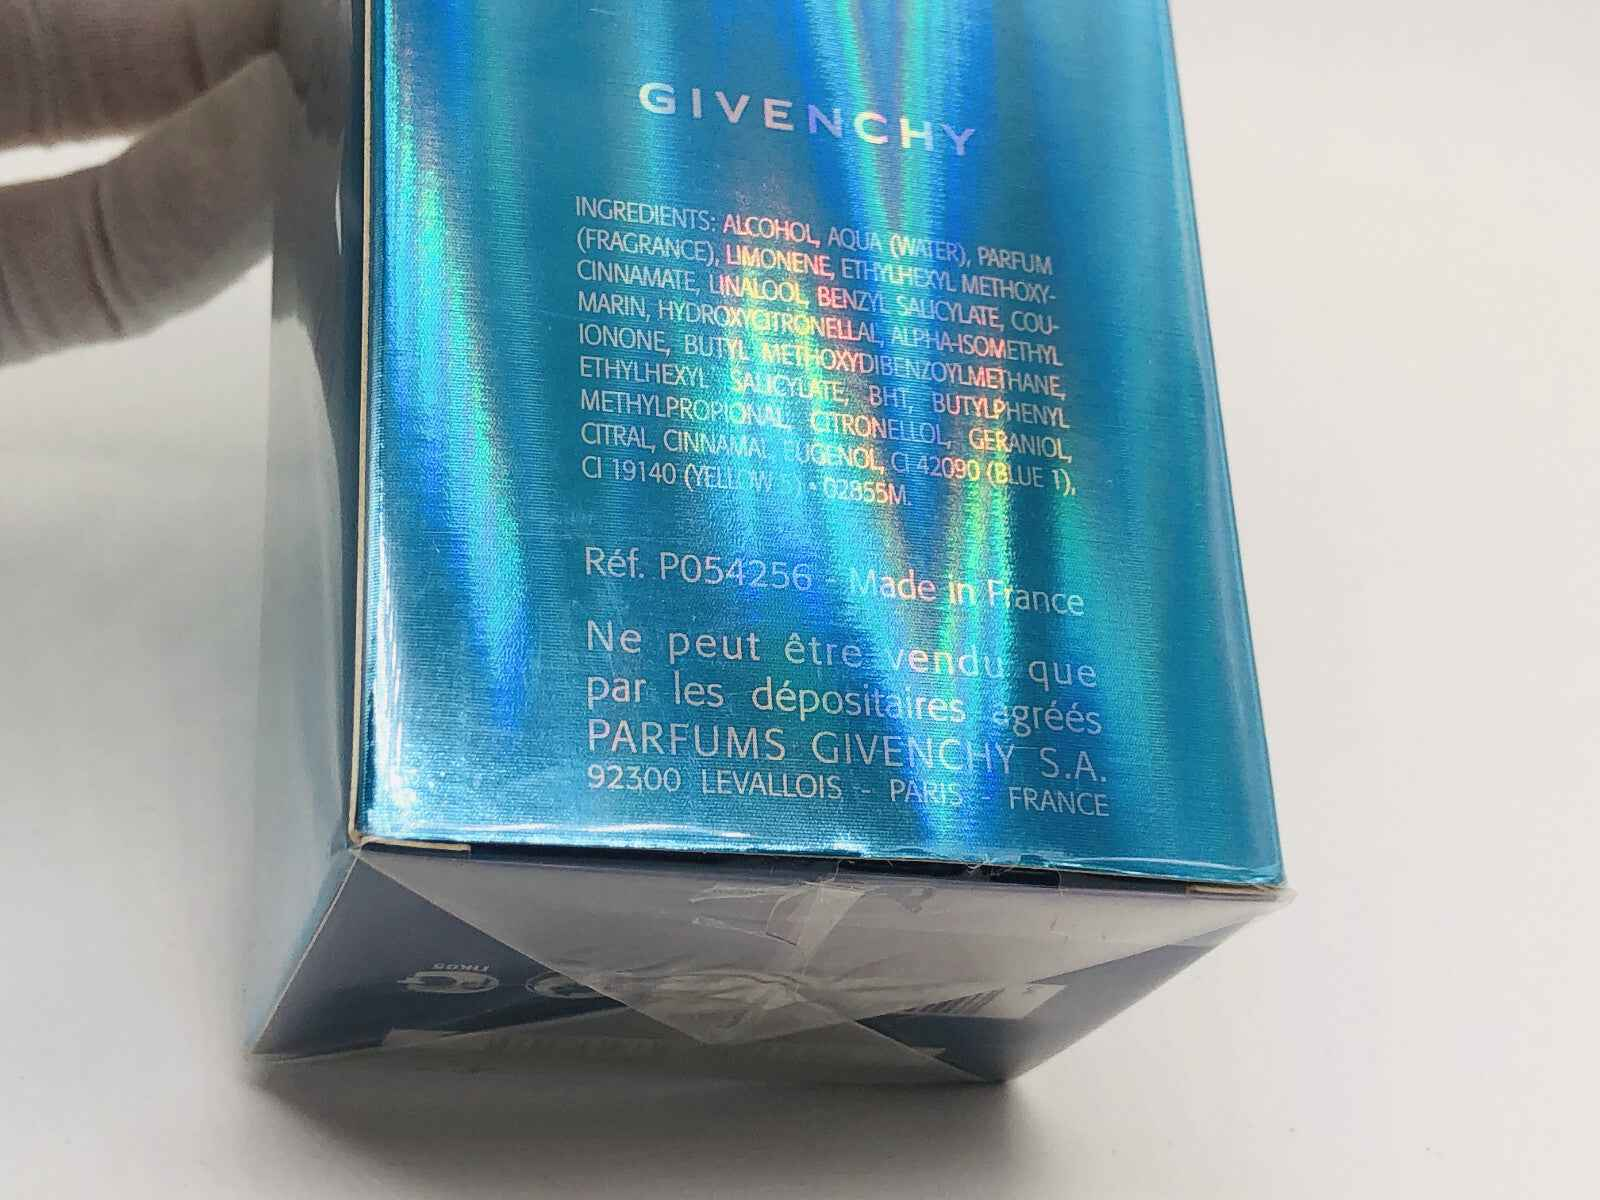 GIVENCHY
INGREDIENTS: ALCOHOL, AQUA (WATER), PARFUM
(FRAGRANCE), LIMONENE, ETHYLHEXYL METHOXY-
CINNAMATE, LINALOOL, BENZYL SALICYLATE, COU-
MARIN, HYDROXYCITRONELLAL, ALPHA-ISOMETHYL
IONONE, BUTYL METHOXYDIBENZOYLMETHANE,
ETHYLHEXYL SALICYLATE, BHT, BUTYLPHENYL
METHYLPROPIONAL, CITRONELLOL, GERANIOL,
CITRAL, CINNAMAL, EUGENOL, CI 42090 (BLUE 1),
CI 19140 (YELLOW • 02855M
Réf. P054256 - Made in France
Ne peut être vendu que
par les dépositaires agréés
PARFUMS GIVENCHY S.A.
92300 LEVALLOIS - PARIS - FRANCE